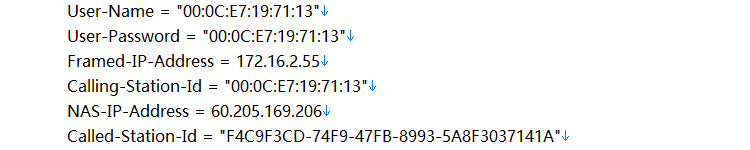 User-Name = "00:0C:E7:19:71:13"↓
User-Password = "00:0C:E7:19:71:13"↓
Framed-IP-Address = 172.16.2.55↓
Calling-Station-Id = "00:0C:E7:19:71:13"↓
NAS-IP-Address = 60.205.169.206↓
Called-Station-Id = "F4C9F3CD-74F9-47FB-8993-5A8F3037141A"↓